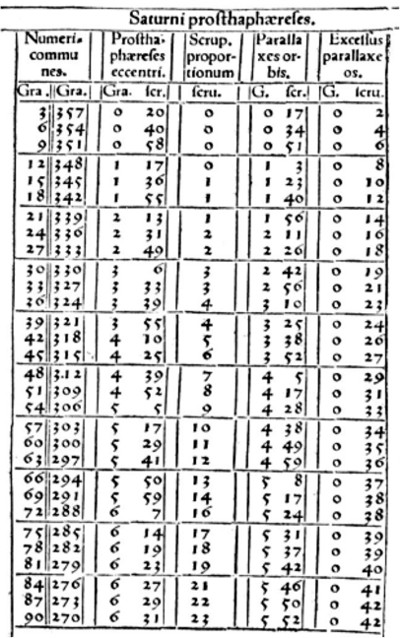 Saturni prosthaphæreses.
Numeri commu nes. Prostha phæreses eccentri. Scrup. propor- tionum Paralla xes or- bis. Excessus parallaxe os.
Gra. Gra. Gra. scr. scru. G. scr. G. scru.
3 357 0 20 0 0 17 0 2
6 354 0 40 0 0 34 0 4
9 351 0 58 0 0 51 0 6
12 348 1 17 0 1 3 0 8
15 345 1 36 1 1 23 0 10
18 342 1 55 1 1 40 0 12
21 339 2 13 1 1 56 0 14
24 336 2 31 2 2 11 0 16
27 333 2 49 2 2 26 0 18
30 330 3 6 3 2 42 0 19
33 327 3 33 3 2 56 0 21
36 324 3 39 4 3 10 0 23
39 321 3 55 4 3 25 0 24
42 318 4 10 5 3 38 0 26
45 315 4 25 6 3 52 0 27
48 312 4 39 7 4 5 0 29
51 309 4 52 8 4 17 0 31
54 306 5 5 9 4 28 0 33
57 303 5 17 10 4 38 0 34
60 300 5 29 11 4 49 0 35
63 297 5 41 12 4 59 0 36
66 294 5 50 13 5 8 0 37
69 291 5 59 14 5 17 0 38
72 288 6 7 16 5 24 0 38
75 285 6 14 17 5 31 0 39
78 282 6 19 18 5 37 0 39
81 279 6 23 19 5 42 0 40
84 276 6 27 21 5 46 0 41
87 273 6 29 22 5 50 0 42
90 270 6 31 23 5 52 0 42